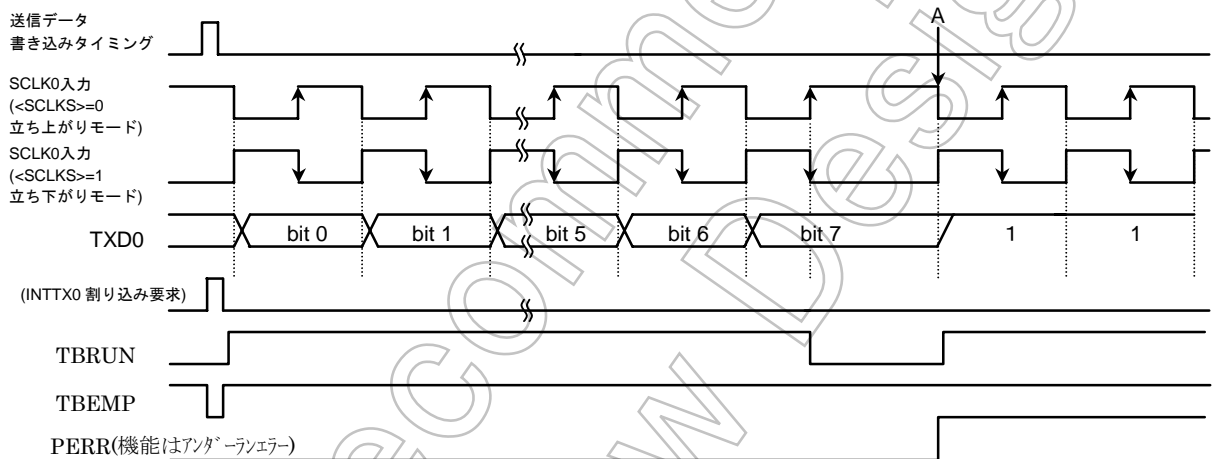 送信データ
書き込みタイミング
A
SCLK0入力
(<SCLKS>=0
立ち上がりモード)
SCLK0入力
(<SCLKS>=1
立ち下がりモード)
TXD0 bit 0 bit 1 bit 5 bit 6 bit 7 1 1
(INTTX0 割り込み要求)
TBRUN
TBEMP
PERR(機能はｱﾝﾀﾞｰﾗﾝｴﾗｰ)